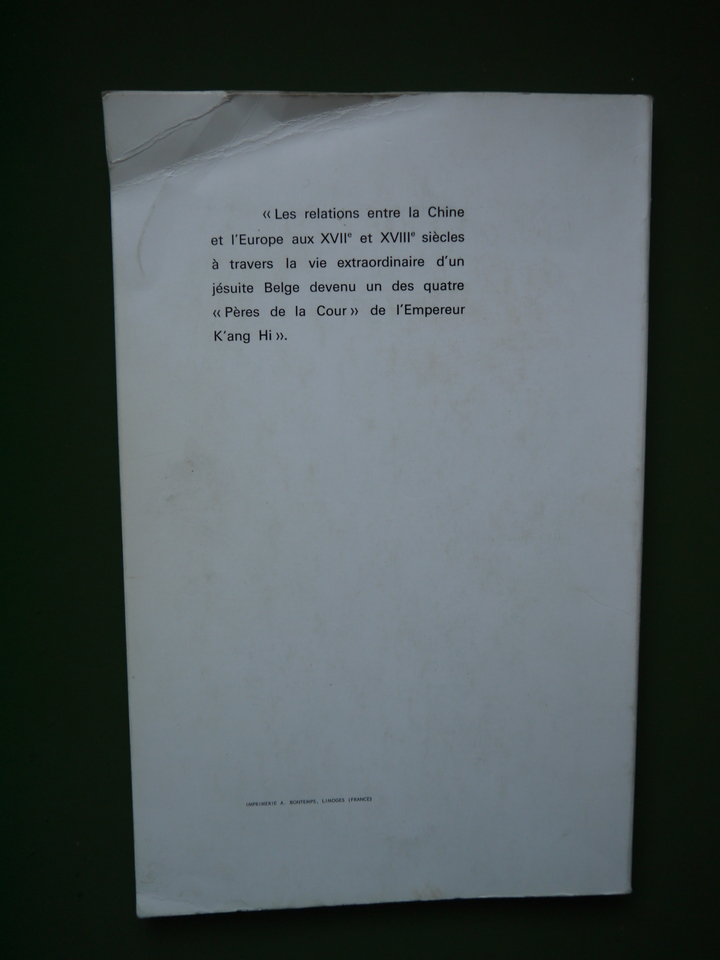 « Les relations entre la Chine
et l'Europe aux XVIIe et XVIIIe siècles
à travers la vie extraordinaire d'un
jésuite Belge devenu un des quatre
« Pères de la Cour » de l'Empereur
K'ang Hi ».
IMPRIMERIE A. BONTEMPS, LIMOGES (FRANCE)